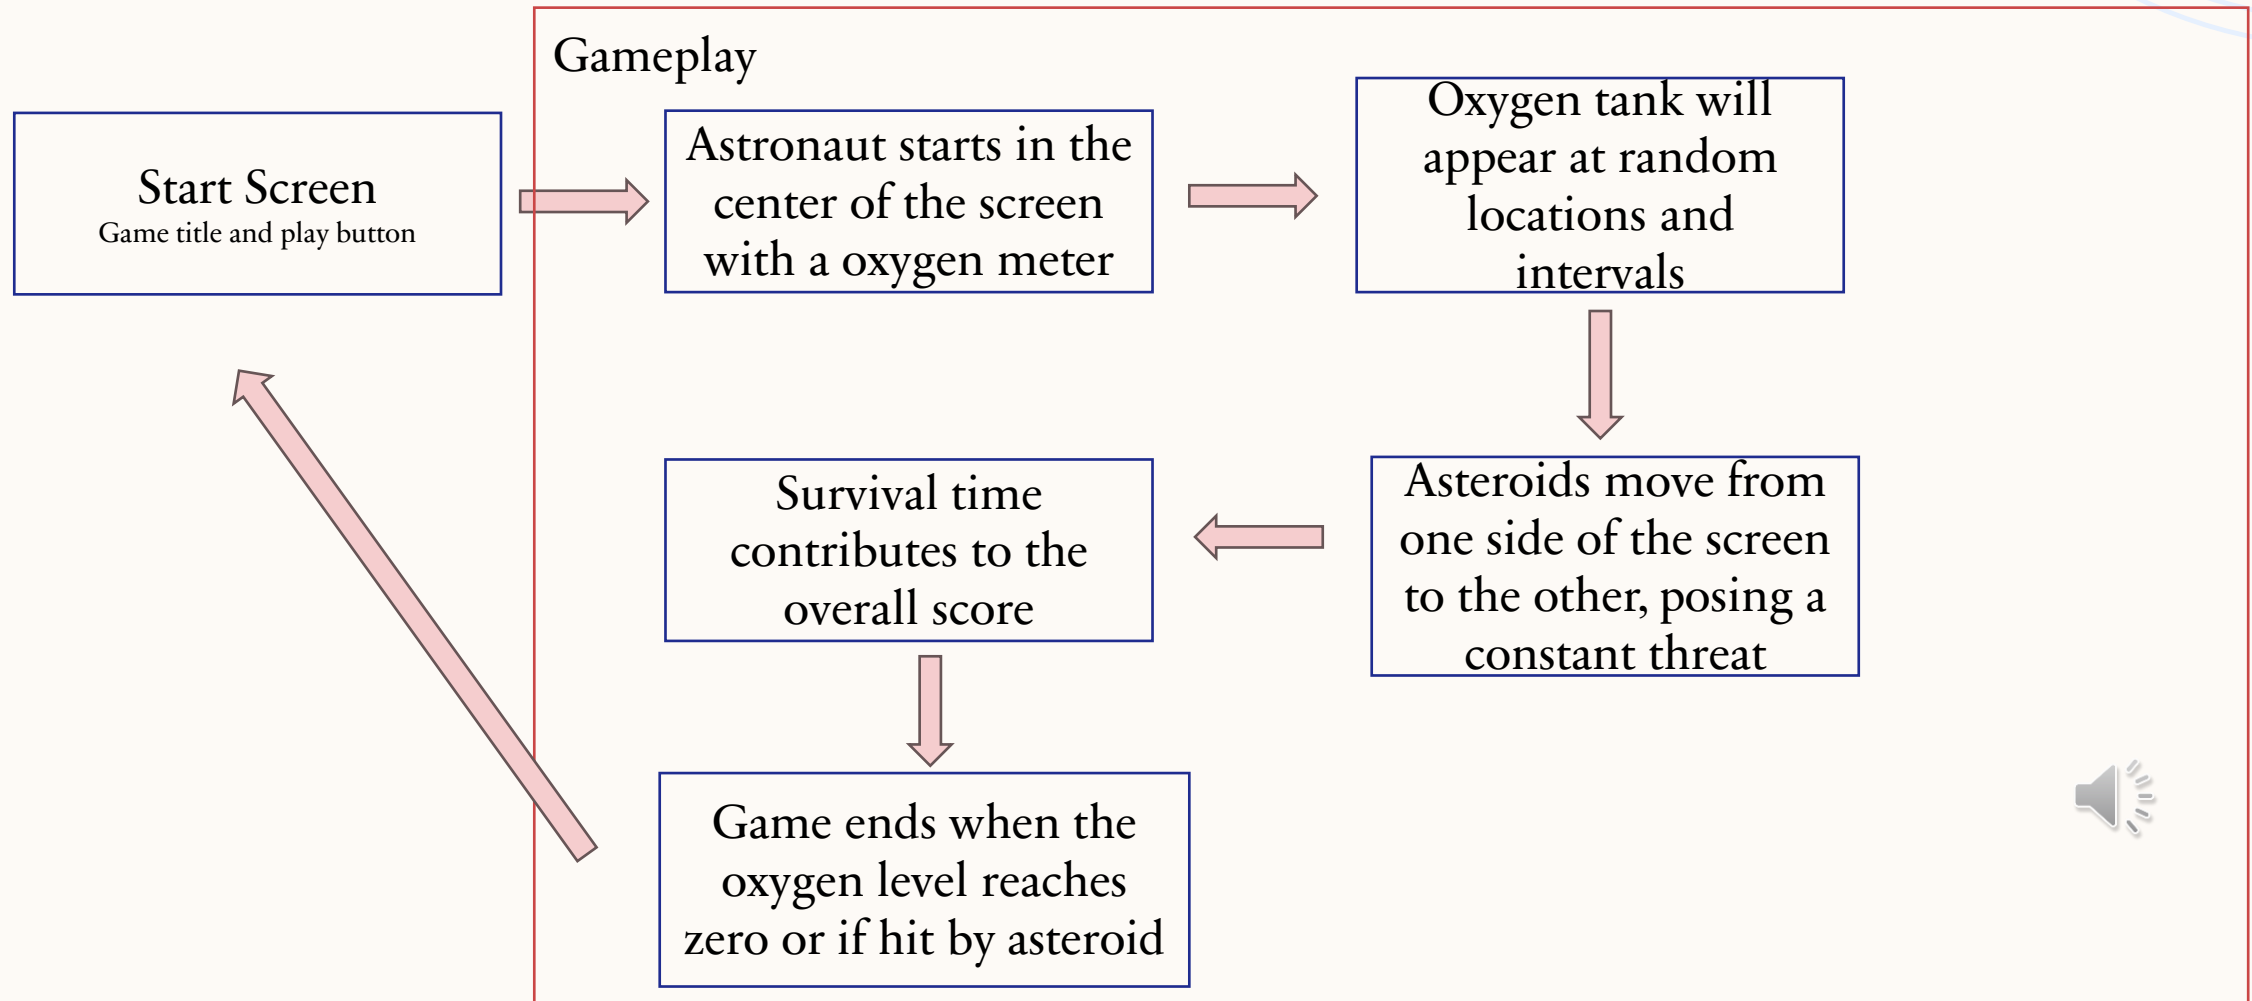 Gameplay
Start Screen
Game title and play button
Astronaut starts in the
center of the screen
with a oxygen meter
Oxygen tank will
appear at random
locations and
intervals
Asteroids move from
one side of the screen
to the other, posing a
constant threat
Survival time
contributes to the
overall score
Game ends when the
oxygen level reaches
zero or if hit by asteroid